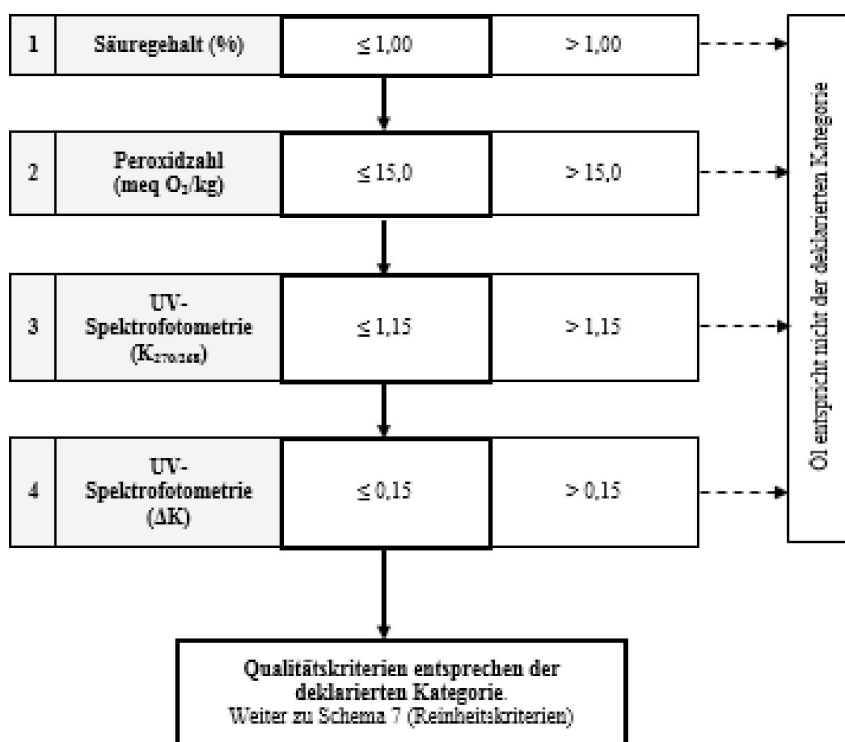 1
Säuregehalt (%)
≤ 1,00
> 1,00
2
Peroxidzahl
(meq O₂/kg)
≤ 15,0
> 15,0
3
UV-
Spektrofotometrie
(K₂₇₀/₂₆₈)
≤ 1,15
> 1,15
4
UV-
Spektrofotometrie
(ΔK)
≤ 0,15
> 0,15
Öl entspricht nicht der deklarierten Kategorie
Qualitätskriterien entsprechen der
deklarierten Kategorie.
Weiter zu Schema 7 (Reinheitskriterien)